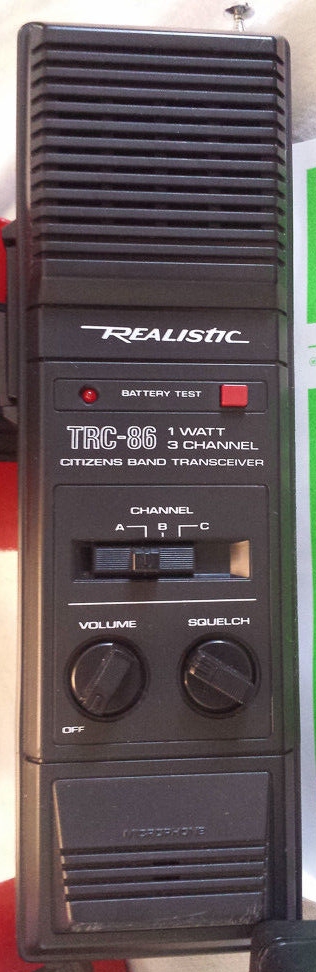 REALISTIC
BATTERY TEST
TRC-86 1 WATT
3 CHANNEL
CITIZENS BAND TRANSCEIVER
CHANNEL
A B C
VOLUME SQUELCH
OFF
MICROPHONE